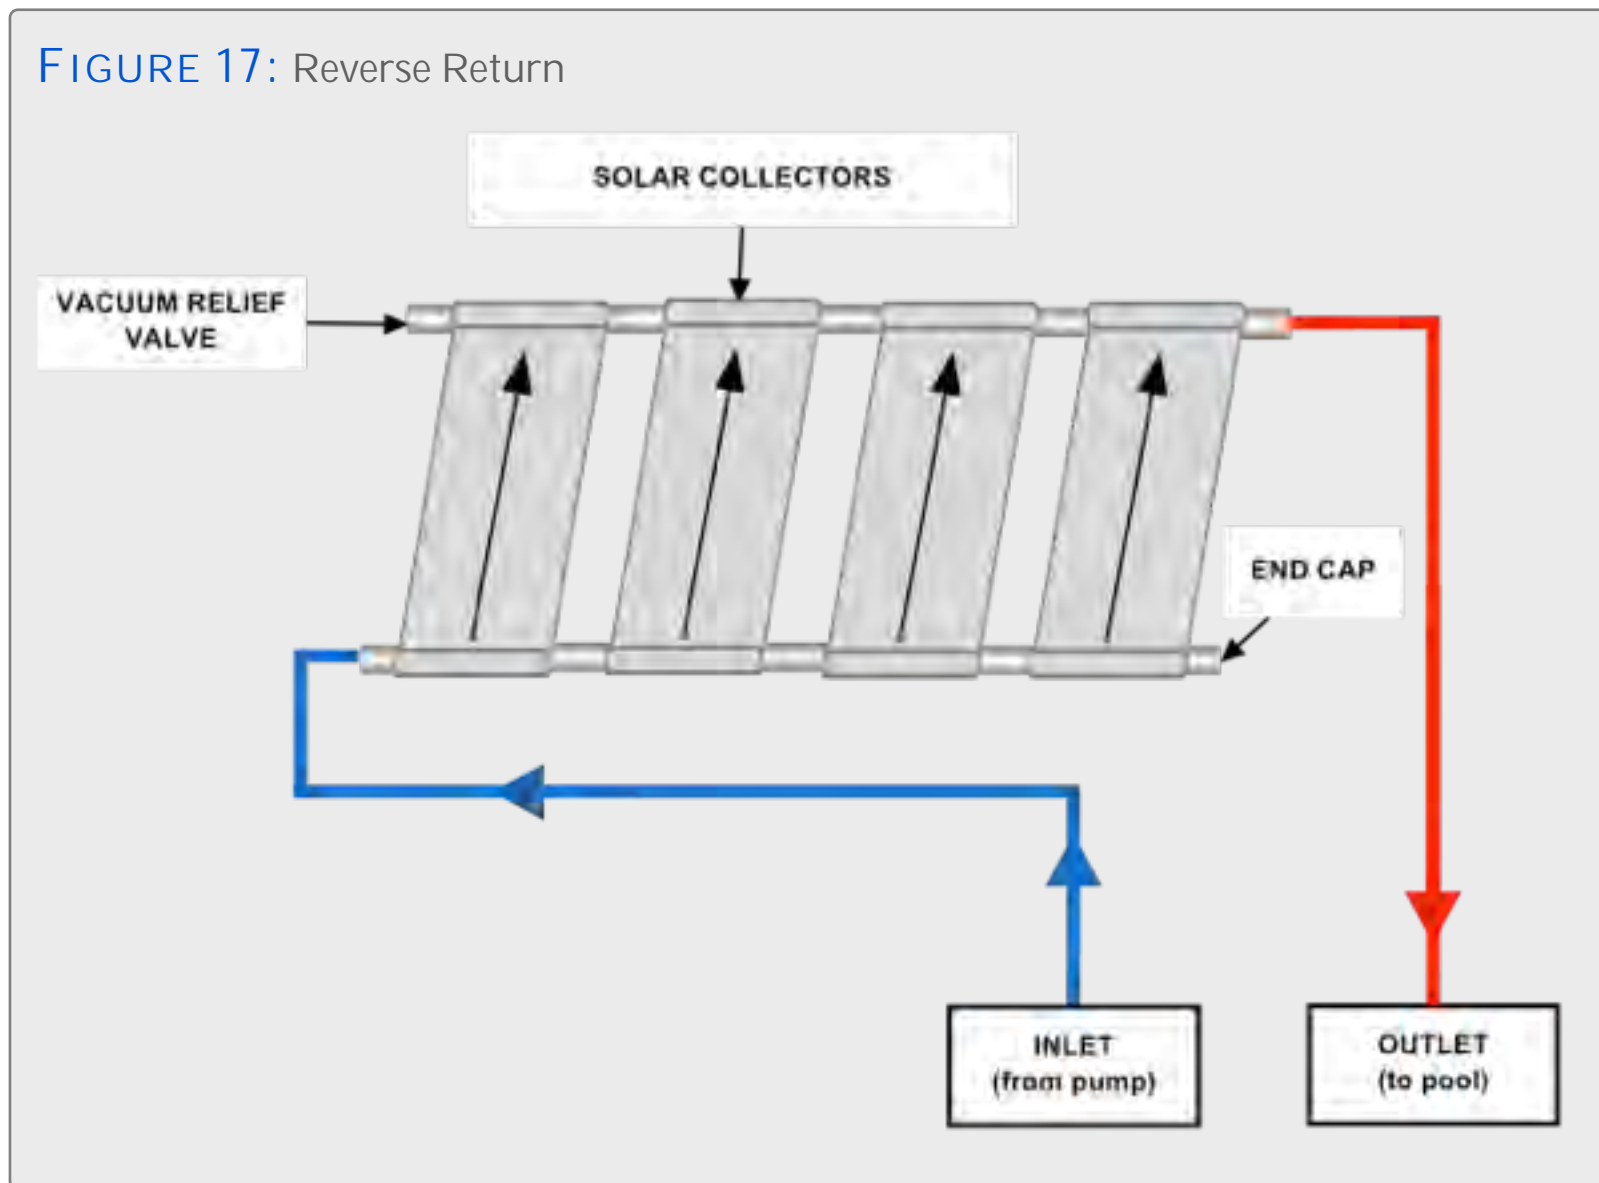 FIGURE 17: Reverse Return
SOLAR COLLECTORS
VACUUM RELIEF
VALVE
END CAP
INLET
(from pump)
OUTLET
(to pool)